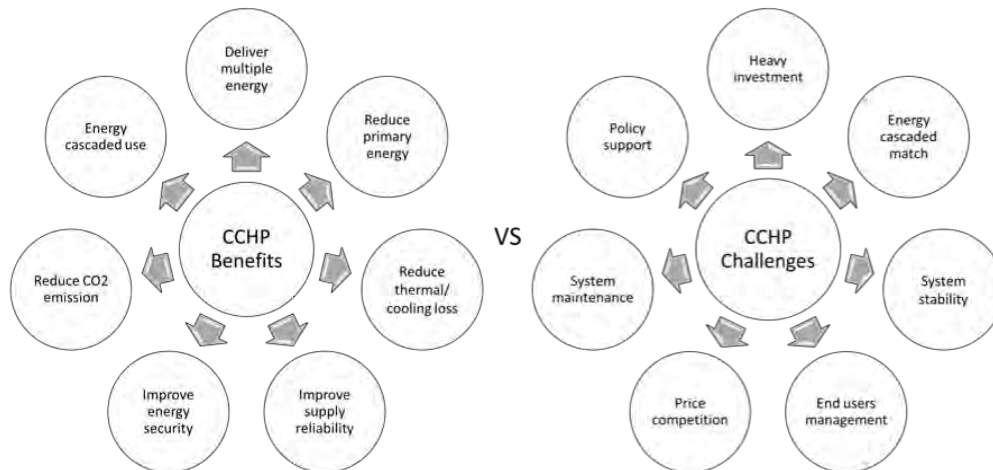 Deliver
multiple
energy
Reduce
primary
energy
Reduce
thermal/
cooling loss
Improve
supply
reliability
Improve
energy
security
Reduce CO2
emission
Energy
cascaded use
CCHP
Benefits
VS
Heavy
investment
Energy
cascaded
match
System
stability
End users
management
Price
competition
System
maintenance
Policy
support
CCHP
Challenges